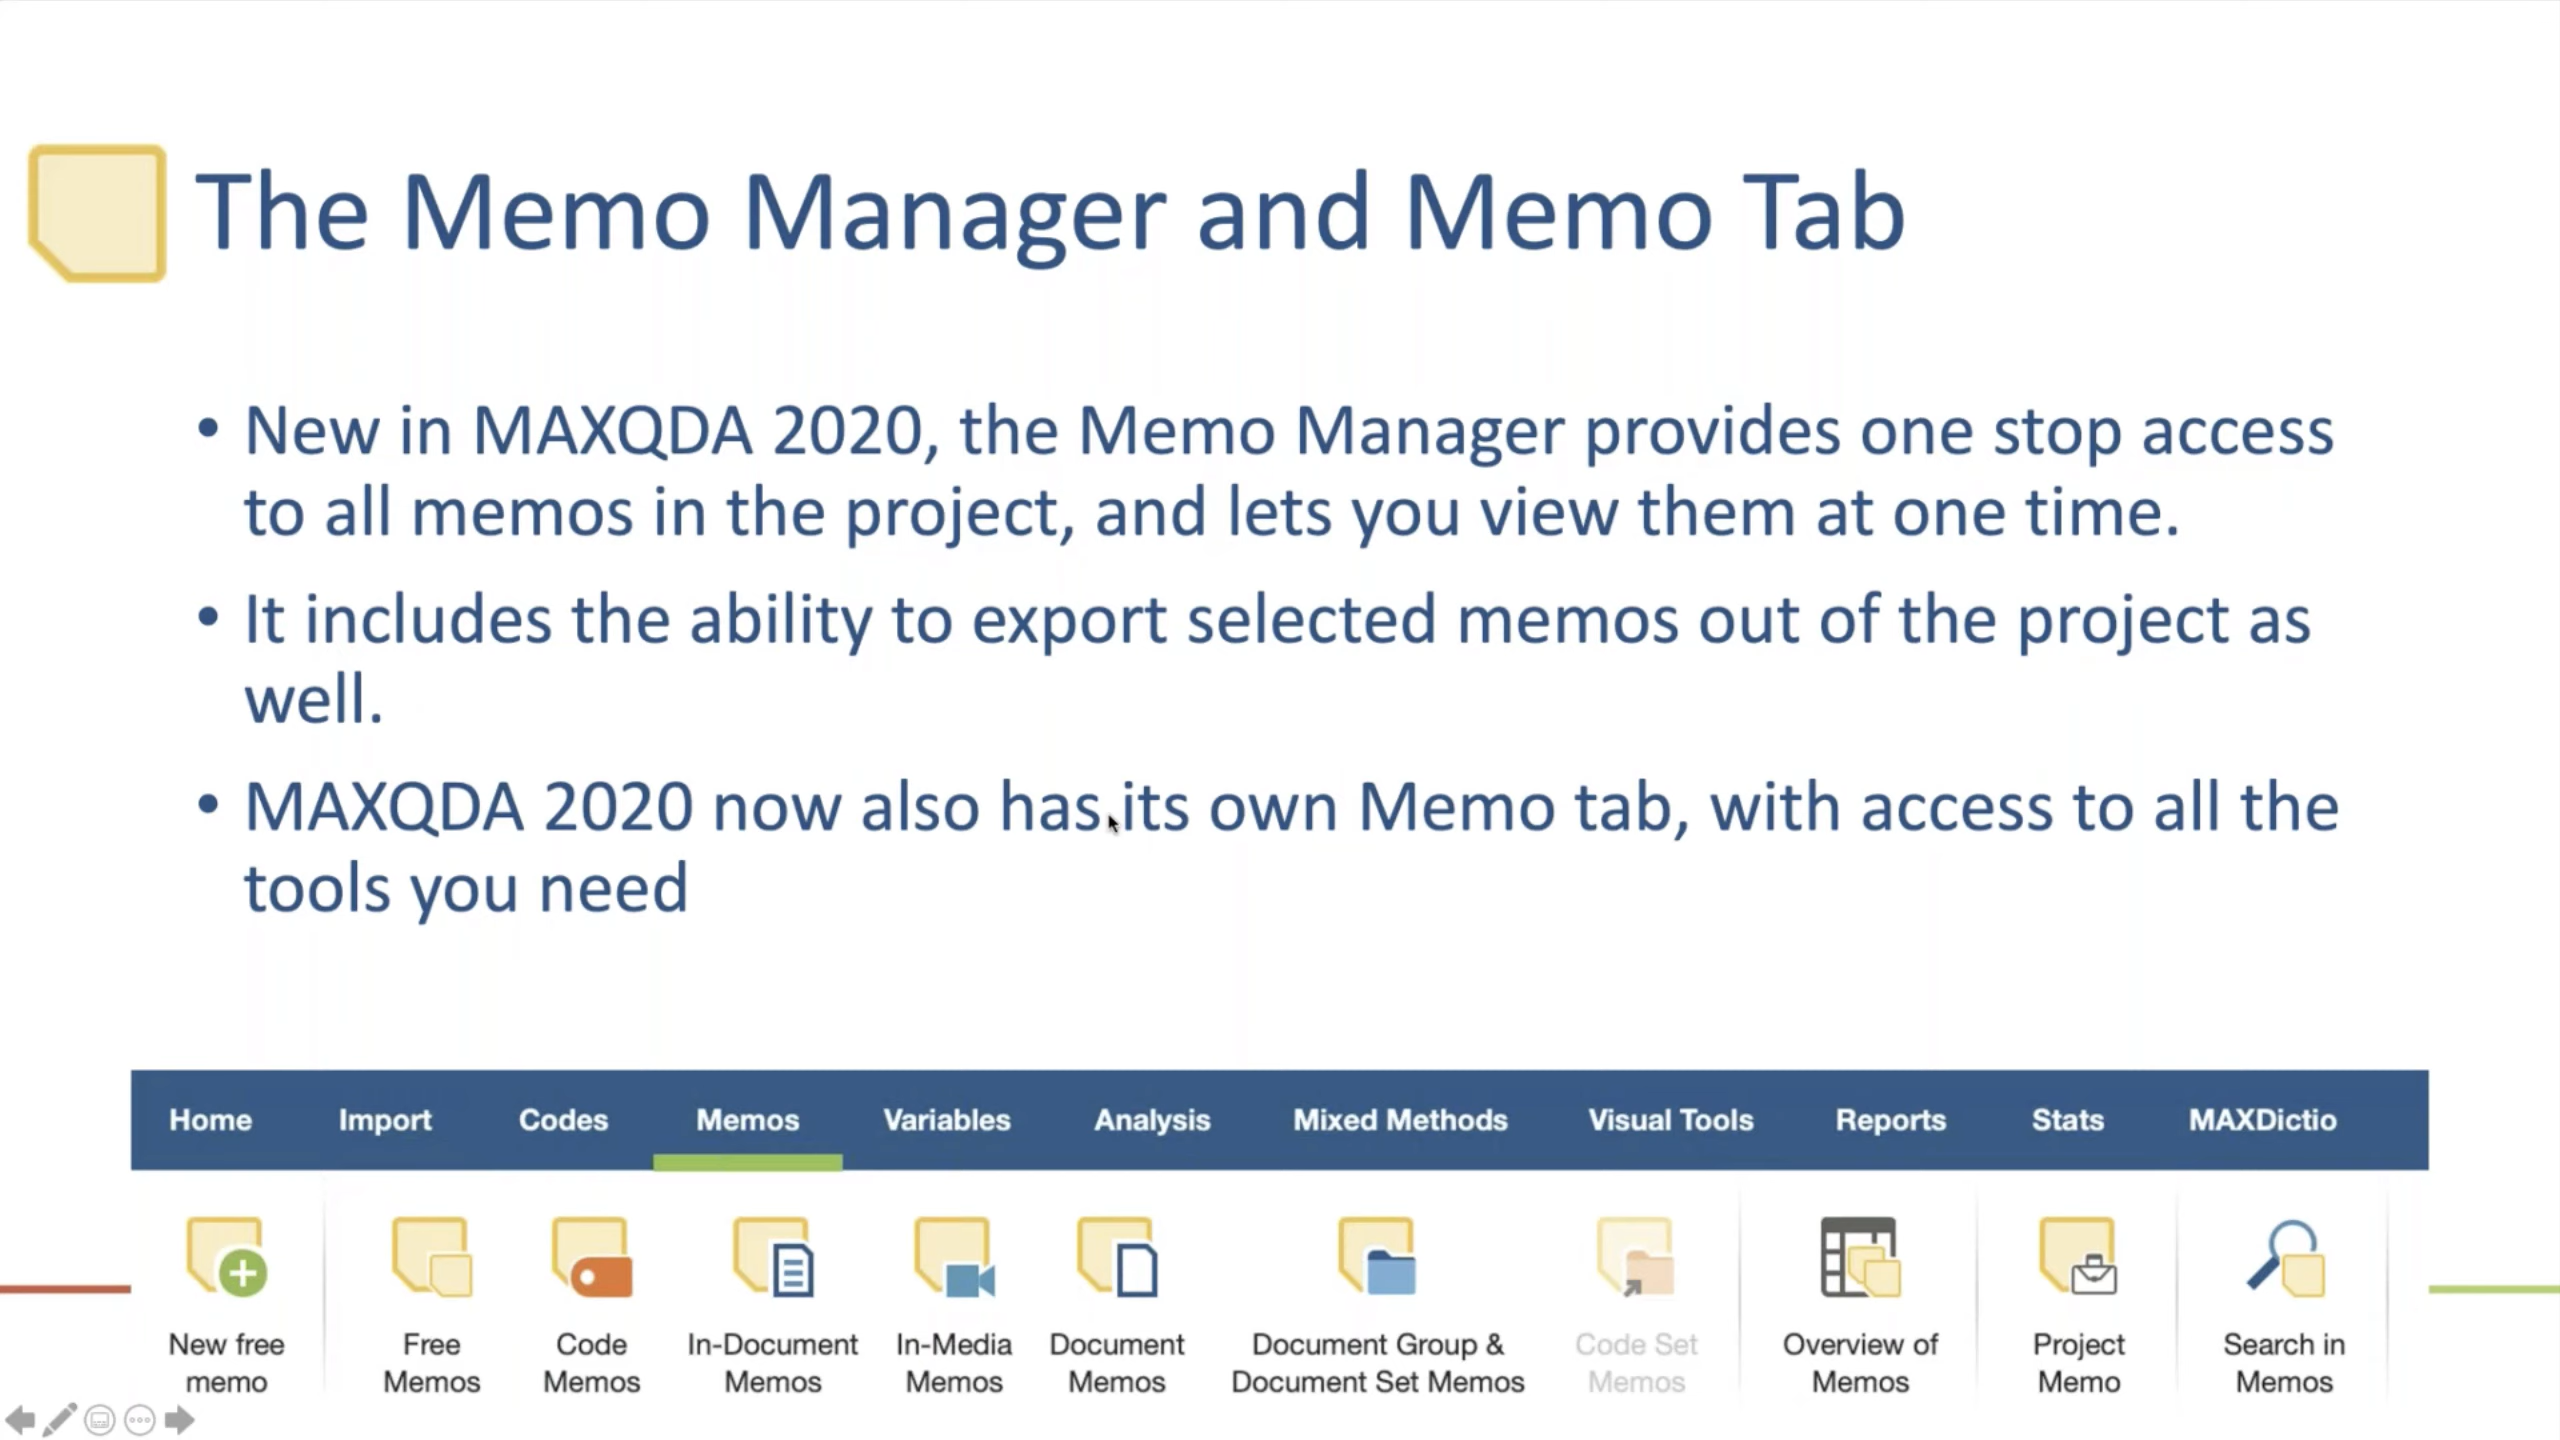 The Memo Manager and Memo Tab
• New in MAXQDA 2020, the Memo Manager provides one stop access
to all memos in the project, and lets you view them at one time.
• It includes the ability to export selected memos out of the project as
well.
• MAXQDA 2020 now also has its own Memo tab, with access to all the
tools you need
Home Import Codes Memos Variables Analysis Mixed Methods Visual Tools Reports Stats MAXDictio
New free memo
Free Memos
Code Memos
In-Document Memos
In-Media Memos
Document Memos
Document Group & Document Set Memos
Code Set Memos
Overview of Memos
Project Memo
Search in Memos